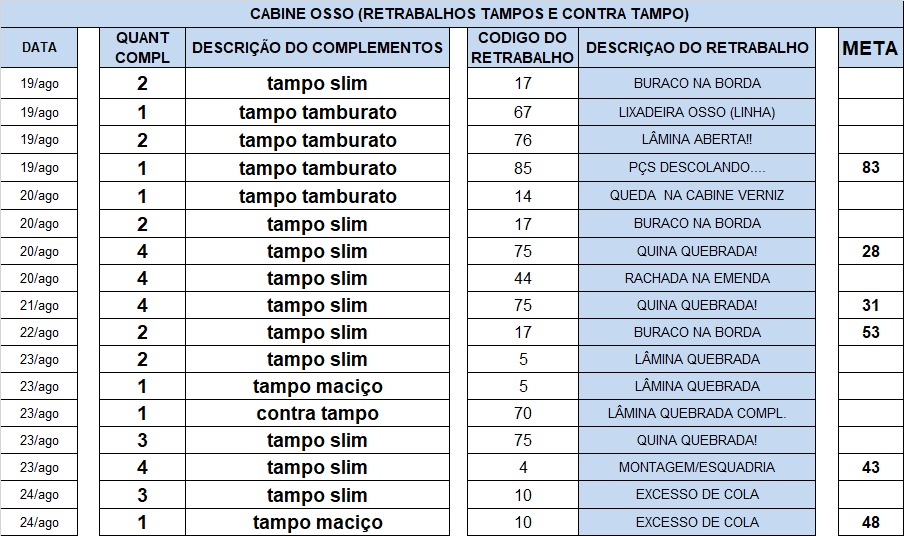 CABINE OSSO (RETRABALHOS TAMPOS E CONTRA TAMPO)
DATA QUANT COMPL DESCRIÇÃO DO COMPLEMENTOS CODIGO DO RETRABALHO DESCRIÇAO DO RETRABALHO META
19/ago 2 tampo slim 17 BURACO NA BORDA
19/ago 1 tampo tamburato 67 LIXADEIRA OSSO (LINHA)
19/ago 2 tampo tamburato 76 LÂMINA ABERTA!!
19/ago 1 tampo tamburato 85 PÇS DESCOLANDO.... 83
20/ago 1 tampo tamburato 14 QUEDA NA CABINE VERNIZ
20/ago 2 tampo slim 17 BURACO NA BORDA
20/ago 4 tampo slim 75 QUINA QUEBRADA! 28
20/ago 4 tampo slim 44 RACHADA NA EMENDA
21/ago 4 tampo slim 75 QUINA QUEBRADA! 31
22/ago 2 tampo slim 17 BURACO NA BORDA 53
23/ago 2 tampo slim 5 LÂMINA QUEBRADA
23/ago 1 tampo maciço 5 LÂMINA QUEBRADA
23/ago 1 contra tampo 70 LÂMINA QUEBRADA COMPL.
23/ago 3 tampo slim 75 QUINA QUEBRADA!
23/ago 4 tampo slim 4 MONTAGEM/ESQUADRIA 43
24/ago 3 tampo slim 10 EXCESSO DE COLA
24/ago 1 tampo maciço 10 EXCESSO DE COLA 48